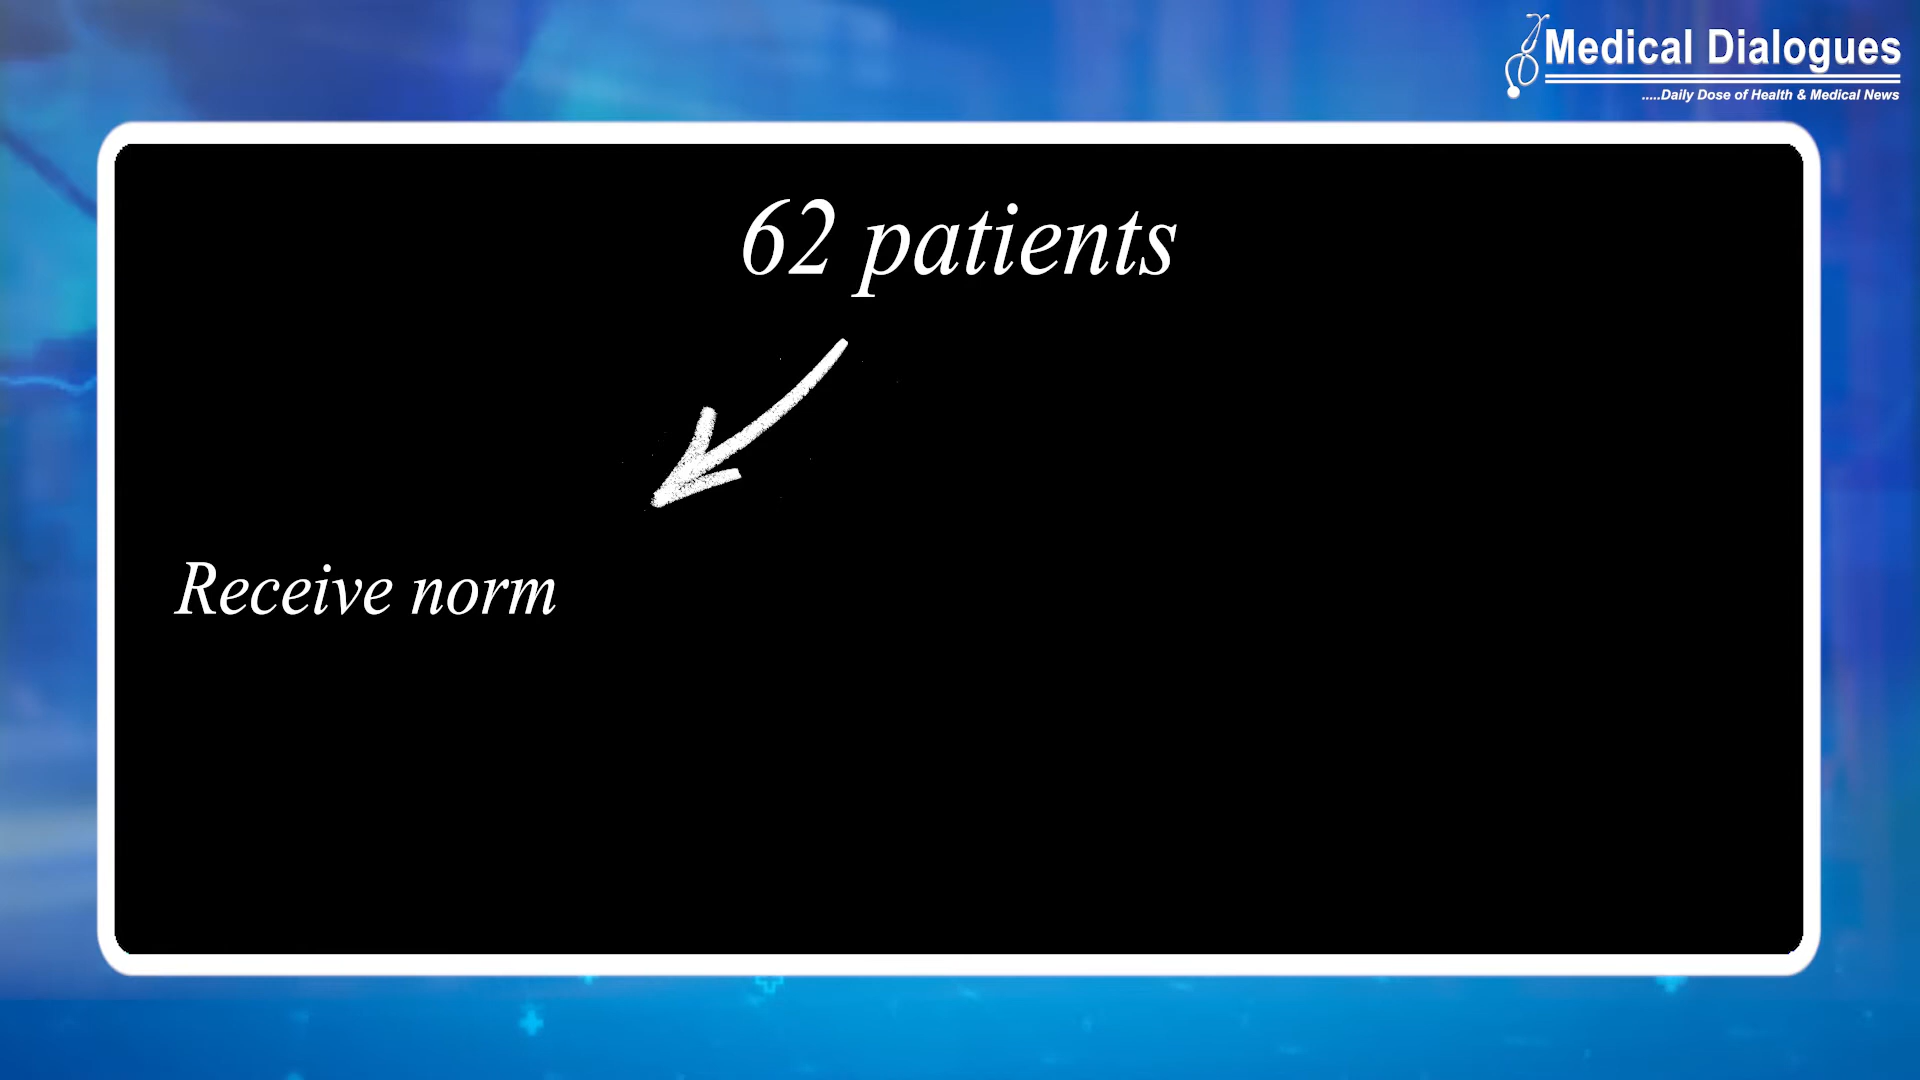 Medical Dialogues
.....Daily Dose of Health & Medical News
62 patients
Receive norm